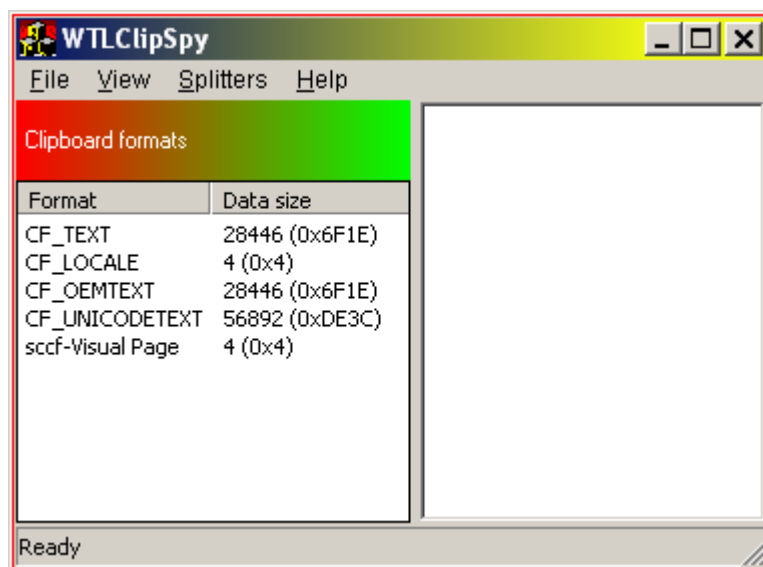 WTLClipSpy
File View Splitters Help
Clipboard formats
Format Data size
CF_TEXT 28446 (0x6F1E)
CF_LOCALE 4 (0x4)
CF_OEMTEXT 28446 (0x6F1E)
CF_UNICODETEXT 56892 (0xDE3C)
sccf-Visual Page 4 (0x4)
Ready